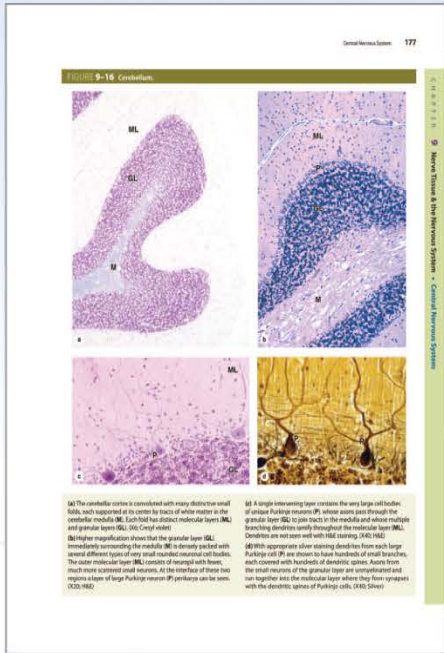 Central Nervous System 177
FIGURE 9–16 Cerebellum.
ML
GL
M
a
ML
P
GL
M
b
ML
P
GL
c
P
P
d
CHAPTER 9 Nerve Tissue & the Nervous System • Central Nervous System
(a) The cerebellar cortex is convoluted with many distinctive small
folds, each supported at its center by tracts of white matter in the
cerebellar medulla (M). Each fold has distinct molecular layers (ML)
and granular layers (GL). (X6; Cresyl violet)
(b) Higher magnification shows that the granular layer (GL)
immediately surrounding the medulla (M) is densely packed with
several different types of very small rounded neuronal cell bodies.
The outer molecular layer (ML) consists of neuropil with fewer,
much more scattered small neurons. At the interface of these two
regions a layer of large Purkinje neuron (P) perikarya can be seen.
(X20; H&E)
(c) A single intervening layer contains the very large cell bodies
of unique Purkinje neurons (P) whose axons pass through the
granular layer (GL) to join tracts in the medulla and whose multiple
branching dendrites ramify throughout the molecular layer (ML).
Dendrites are not seen well with H&E staining. (X40; H&E)
(d) With appropriate silver staining dendrites from each large
Purkinje cell (P) are shown to have hundreds of small branches,
each covered with hundreds of dendritic spines. Axons from
the small neurons of the granular layer are unmyelinated and
run together into the molecular layer where they form synapses
with the dendritic spines of Purkinje cells. (X40; Silver)